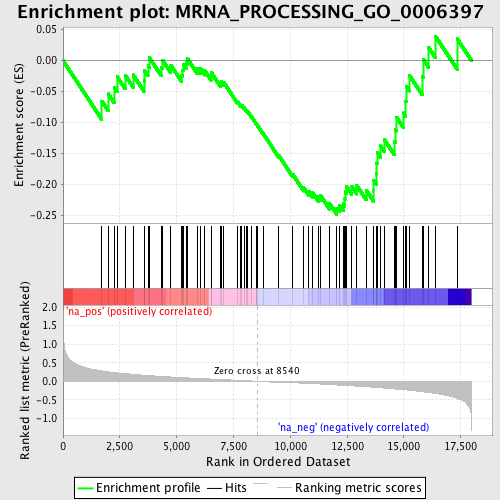 Enrichment plot: MRNA_PROCESSING_GO_0006397
Enrichment score (ES)
0.05
0.00
-0.05
-0.10
-0.15
-0.20
-0.25
Ranked list metric (PreRanked)
2.0
1.5
1.0
0.5
0.0
-0.5
-1.0
'na_pos' (positively correlated)
Zero cross at 8540
'na_neg' (negatively correlated)
0 2,500 5,000 7,500 10,000 12,500 15,000 17,500
Rank in Ordered Dataset
Enrichment profile Hits Ranking metric scores